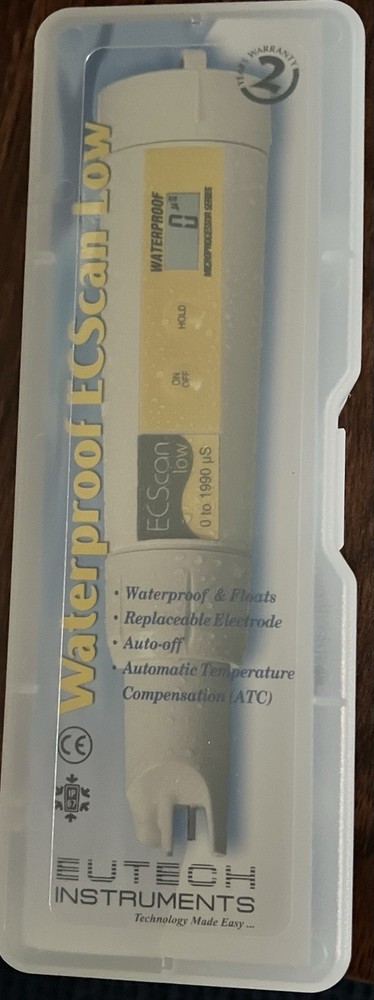 YEARS WARRANTY
2
Waterproof ECScan Low
WATERPROOF
0 µS
MICROPROCESSOR SERIES
HOLD
ON
OFF
ECScan
low
0 to 1990 µS
• Waterproof & Floats
• Replaceable Electrode
• Auto-off
• Automatic Temperature
Compensation (ATC)
CE
EUTECH
INSTRUMENTS
Technology Made Easy ...